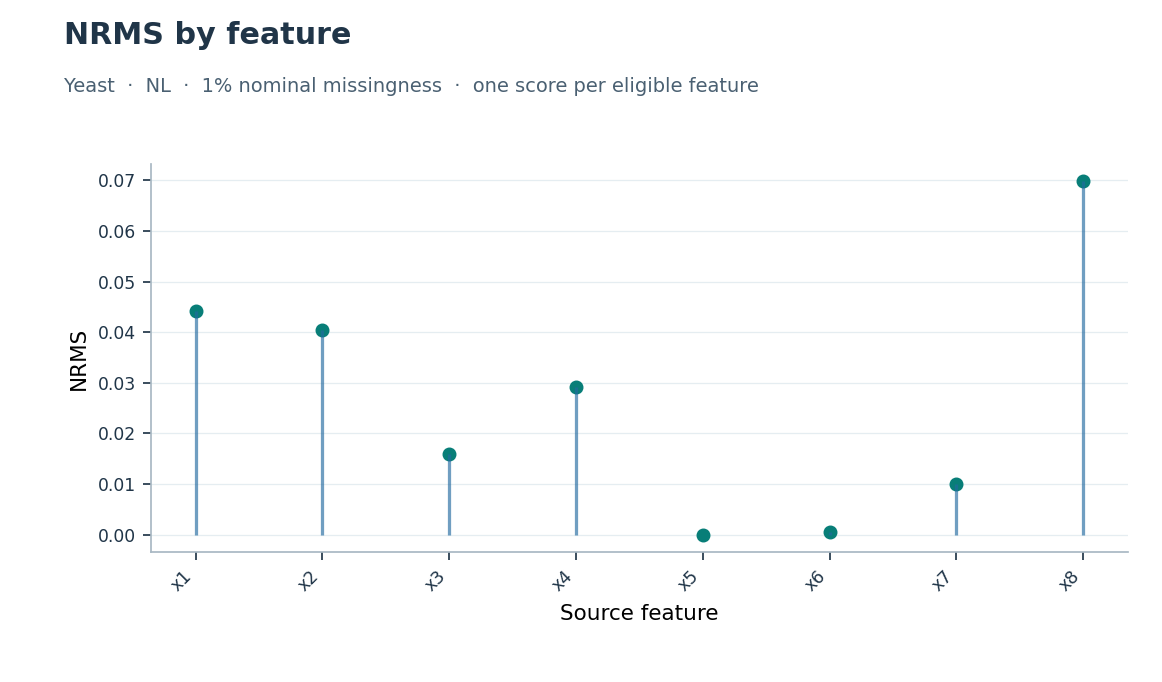 NRMS by feature
Yeast · NL · 1% nominal missingness · one score per eligible feature
0.07
0.06
0.05
0.04
0.03
0.02
0.01
0.00
NRMS
x1 x2 x3 x4 x5 x6 x7 x8
Source feature